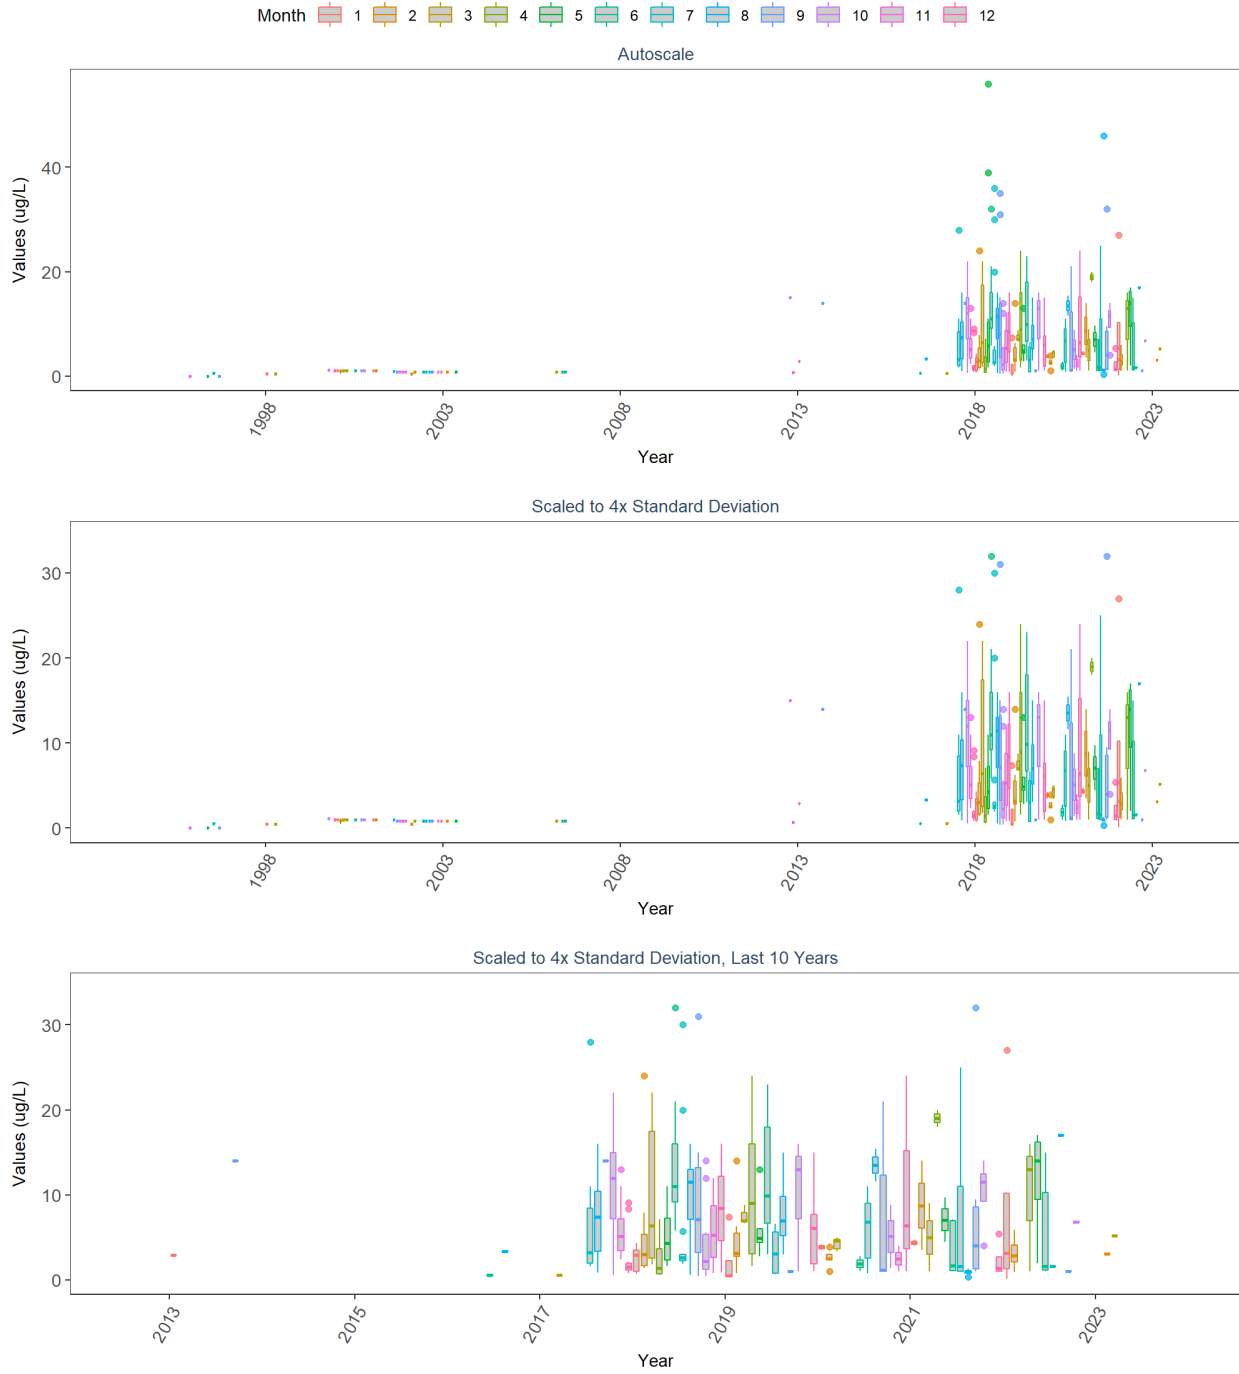 Month 1 2 3 4 5 6 7 8 9 10 11 12
Autoscale
Values (ug/L)
40
20
0
1998 2003 2008 2013 2018 2023
Year
Scaled to 4x Standard Deviation
Values (ug/L)
30
20
10
0
1998 2003 2008 2013 2018 2023
Year
Scaled to 4x Standard Deviation, Last 10 Years
Values (ug/L)
30
20
10
0
2013 2015 2017 2019 2021 2023
Year